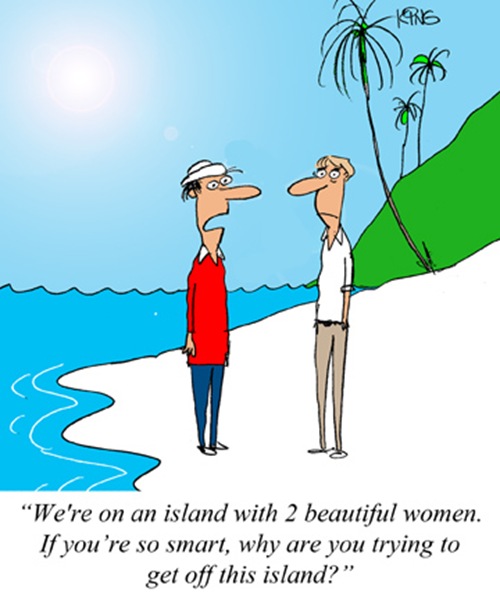 KING
“We're on an island with 2 beautiful women.
If you're so smart, why are you trying to
get off this island?”